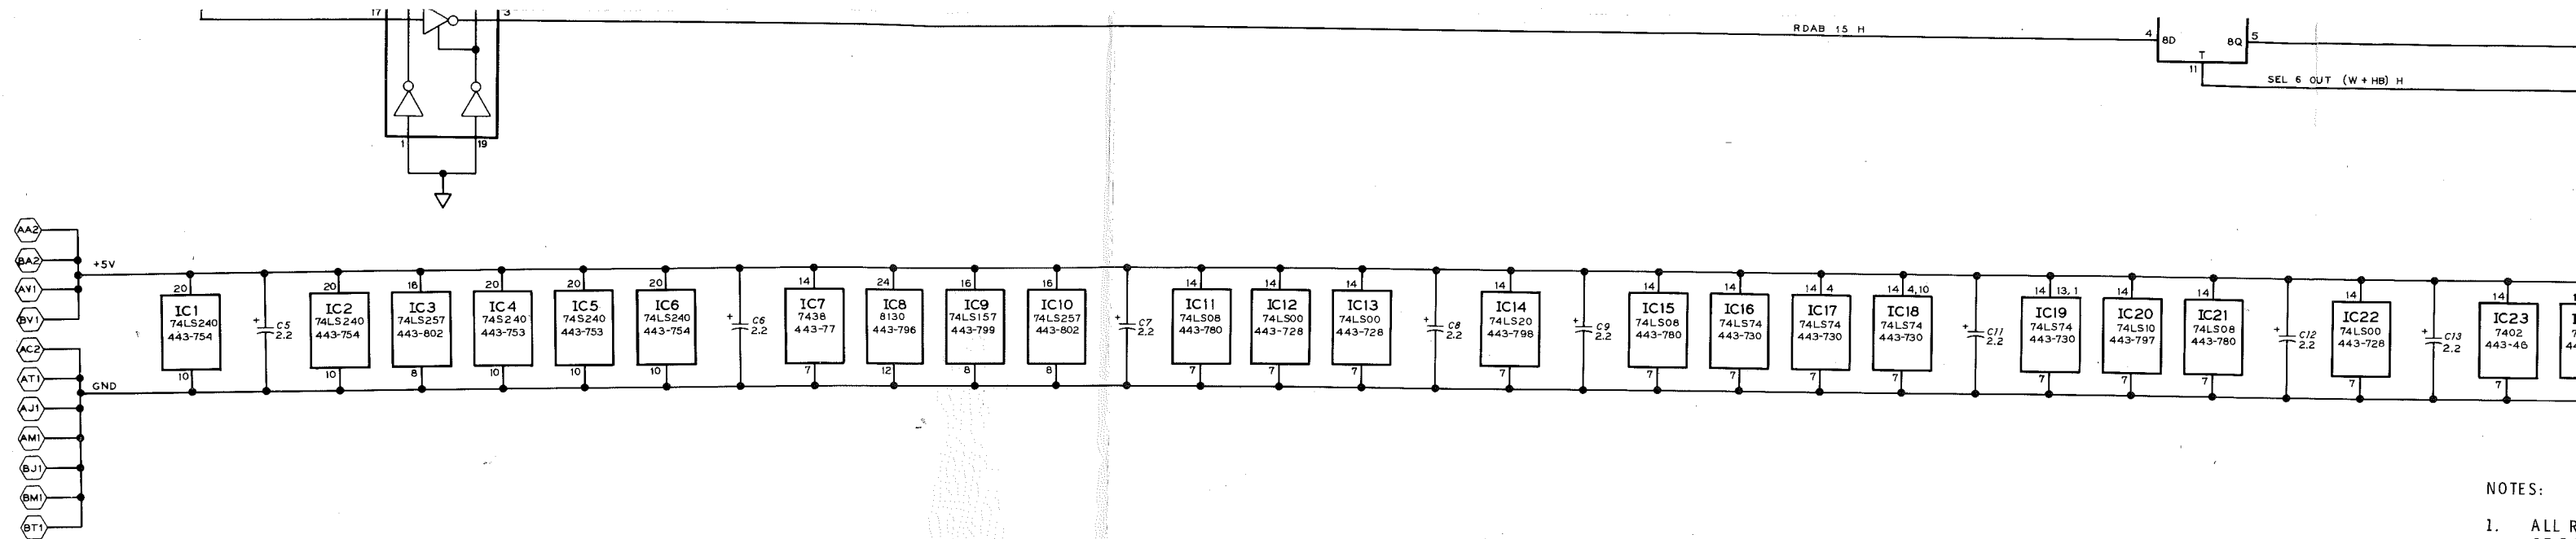 17
3
RDAB 15 H
4
8D
8Q
5
T
11
SEL 6 OUT (W + HB) H
1
19
AA2
BA2
AV1
BV1
AC2
AT1
AJ1
AM1
BJ1
BM1
BT1
+5V
GND
20
IC1
74LS240
443-754
10
+
C5
2.2
20
IC2
74LS240
443-754
10
16
IC3
74LS257
443-802
8
20
IC4
74S240
443-753
10
20
IC5
74S240
443-753
10
20
IC6
74LS240
443-754
10
+
C6
2.2
14
IC7
7438
443-77
7
24
IC8
8130
443-796
12
16
IC9
74LS157
443-799
8
16
IC10
74LS257
443-802
8
+
C7
2.2
14
IC11
74LS08
443-780
7
14
IC12
74LS00
443-728
7
14
IC13
74LS00
443-728
7
+
C8
2.2
14
IC14
74LS20
443-798
7
+
C9
2.2
14
IC15
74LS08
443-780
7
14
IC16
74LS74
443-730
7
14 4
IC17
74LS74
443-730
7
14 4,10
IC18
74LS74
443-730
7
+
C11
2.2
14 13, 1
IC19
74LS74
443-730
7
14
IC20
74LS10
443-797
7
14
IC21
74LS08
443-780
7
+
C12
2.2
14
IC22
74LS00
443-728
7
+
C13
2.2
14
IC23
7402
443-46
7
NOTES:
1. ALL R